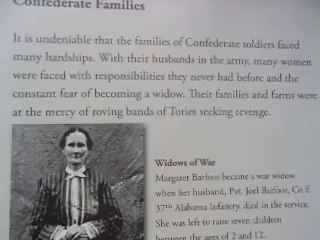 Confederate Families
It is undeniable that the families of Confederate soldiers faced
many hardships. With their husbands in the army, many women
were faced with responsibilities they never had before and the
constant fear of becoming a widow. Their families and farms were
at the mercy of roving bands of Tories seeking revenge.
Widows of War
Margaret Barfoot became a war widow
when her husband, Pvt. Joel Barfoot, Co E
37th Alabama Infantry, died in the service.
She was left to raise seven children
between the ages of 2 and 12.